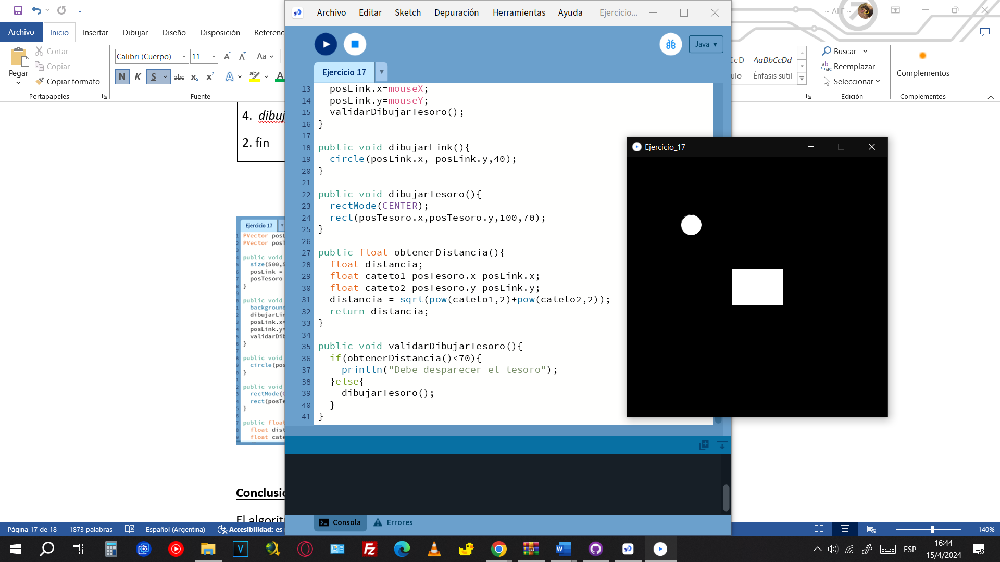 Archivo Editar Sketch Depuración Herramientas Ayuda Ejercicio...
~ ALE ~
Archivo Inicio Insertar Dibujar Diseño Disposición Referenc
Pegar
Cortar
Copiar
Copiar formato
Portapapeles
Calibri (Cuerpo) 11 Aa
N K S abc x₂ x²
Fuente
AaBbCcDd
ulo Énfasis sutil
Buscar
Reemplazar
Seleccionar
Edición
Complementos
Complementos
Java
Ejercicio 17
13 posLink.x=mouseX;
14 posLink.y=mouseY;
15 validarDibujarTesoro();
16 }
17
18 public void dibujarLink(){
19 circle(posLink.x, posLink.y,40);
20 }
21
22 public void dibujarTesoro(){
23 rectMode(CENTER);
24 rect(posTesoro.x,posTesoro.y,100,70);
25 }
26
27 public float obtenerDistancia(){
28 float distancia;
29 float cateto1=posTesoro.x-posLink.x;
30 float cateto2=posTesoro.y-posLink.y;
31 distancia = sqrt(pow(cateto1,2)+pow(cateto2,2));
32 return distancia;
33 }
34
35 public void validarDibujarTesoro(){
36 if(obtenerDistancia()<70){
37 println("Debe desparecer el tesoro");
38 }else{
39 dibujarTesoro();
40 }
41 }
Consola Errores
Ejercicio_17
4. dibuj
2. fin
Ejercicio 17
PVector posL
PVector posT
public void
size(500,5
posLink =
posTesoro
}
public void
background
dibujarLin
posLink.x=
posLink.y=
validarDib
}
public void
circle(pos
}
public void
rectMode(C
rect(posTe
}
public floa
float dist
float cate
Conclusio
El algorit
Página 17 de 18 1873 palabras Español (Argentina) Accesibilidad: es 140%
ESP
16:44
15/4/2024